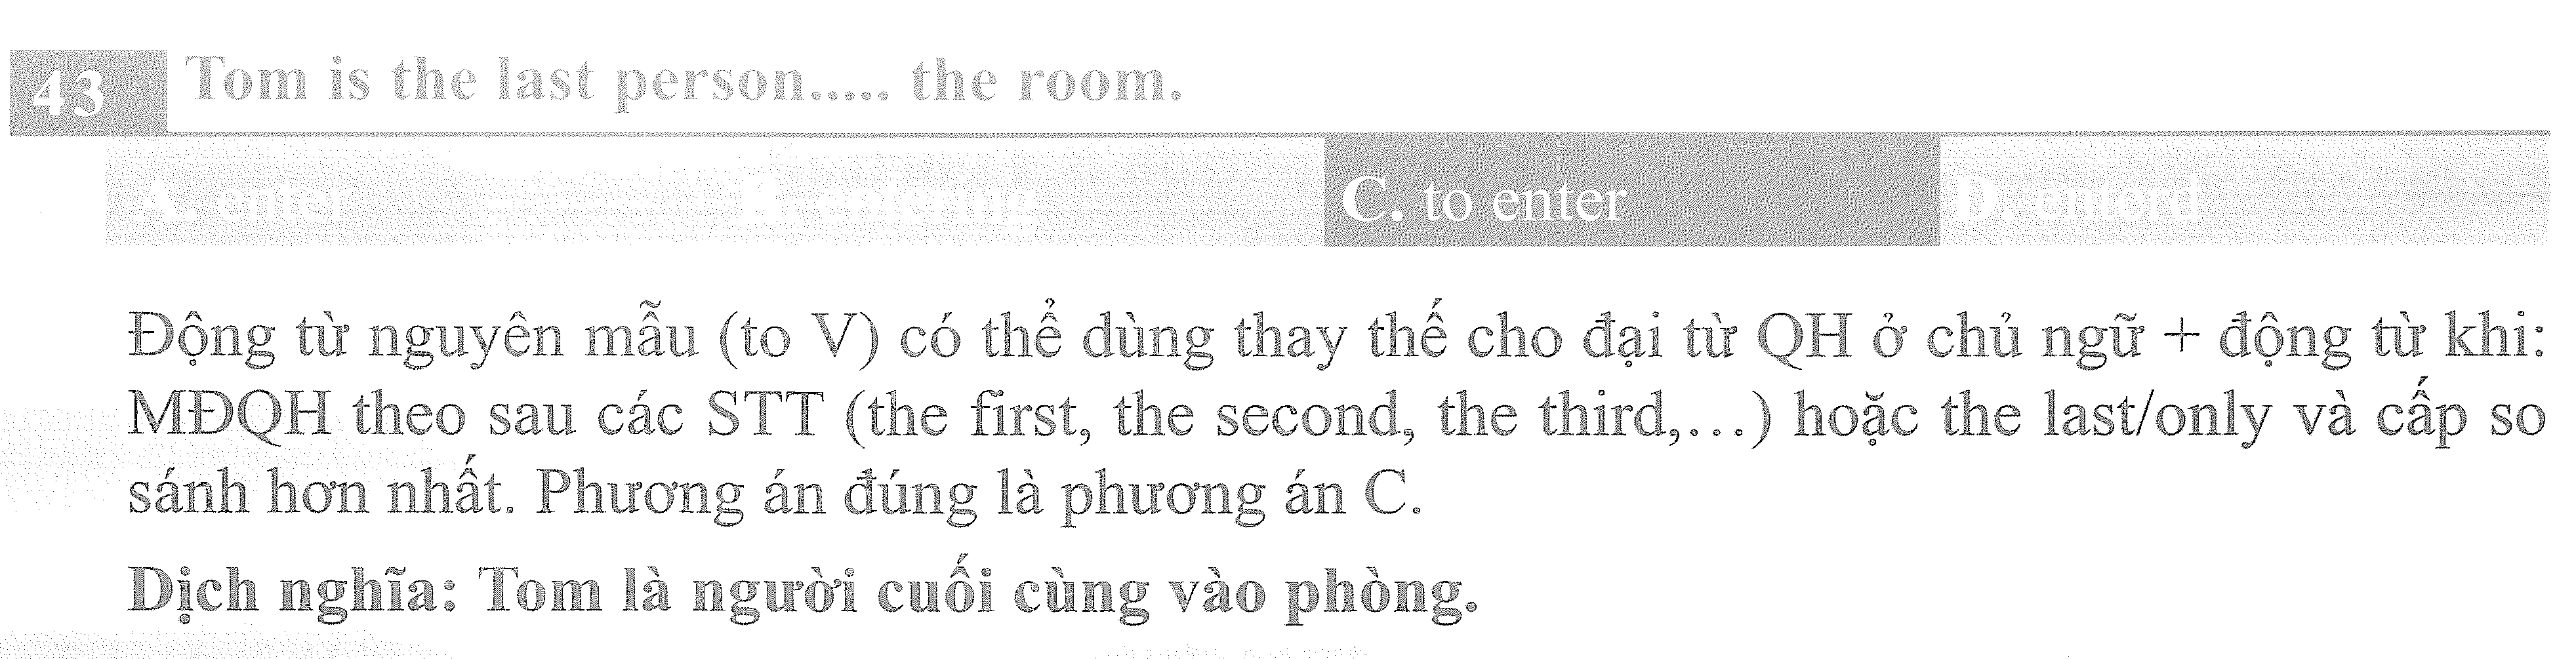 43 Tom is the last person..... the room.
A. enter B. entering C. to enter D. enterd
Động từ nguyên mẫu (to V) có thể dùng thay thế cho đại từ QH ở chủ ngữ + động từ khi:
MĐQH theo sau các STT (the first, the second, the third,...) hoặc the last/only và cấp so
sánh hơn nhất. Phương án đúng là phương án C.
Dịch nghĩa: Tom là người cuối cùng vào phòng.